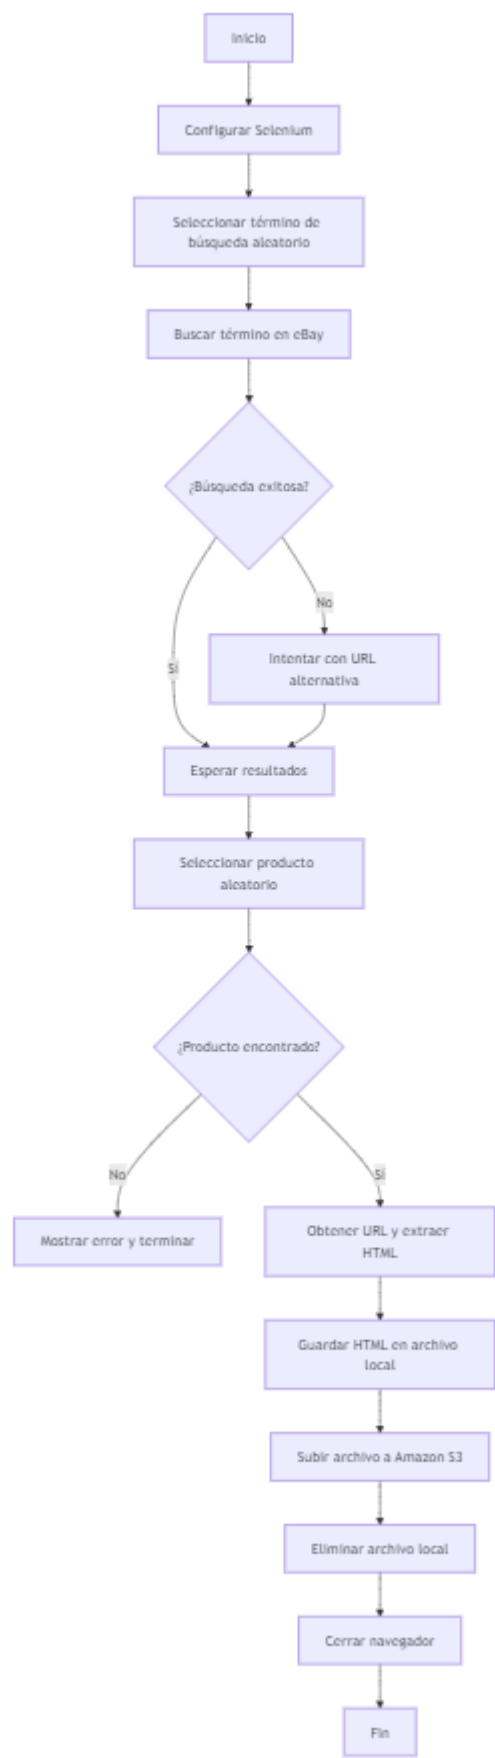 Inicio
Configurar Selenium
Seleccionar término de
búsqueda aleatorio
Buscar término en eBay
¿Búsqueda exitosa?
No
Intentar con URL
alternativa
Sí
Esperar resultados
Seleccionar producto
aleatorio
¿Producto encontrado?
No
Sí
Mostrar error y terminar
Obtener URL y extraer
HTML
Guardar HTML en archivo
local
Subir archivo a Amazon S3
Eliminar archivo local
Cerrar navegador
Fin